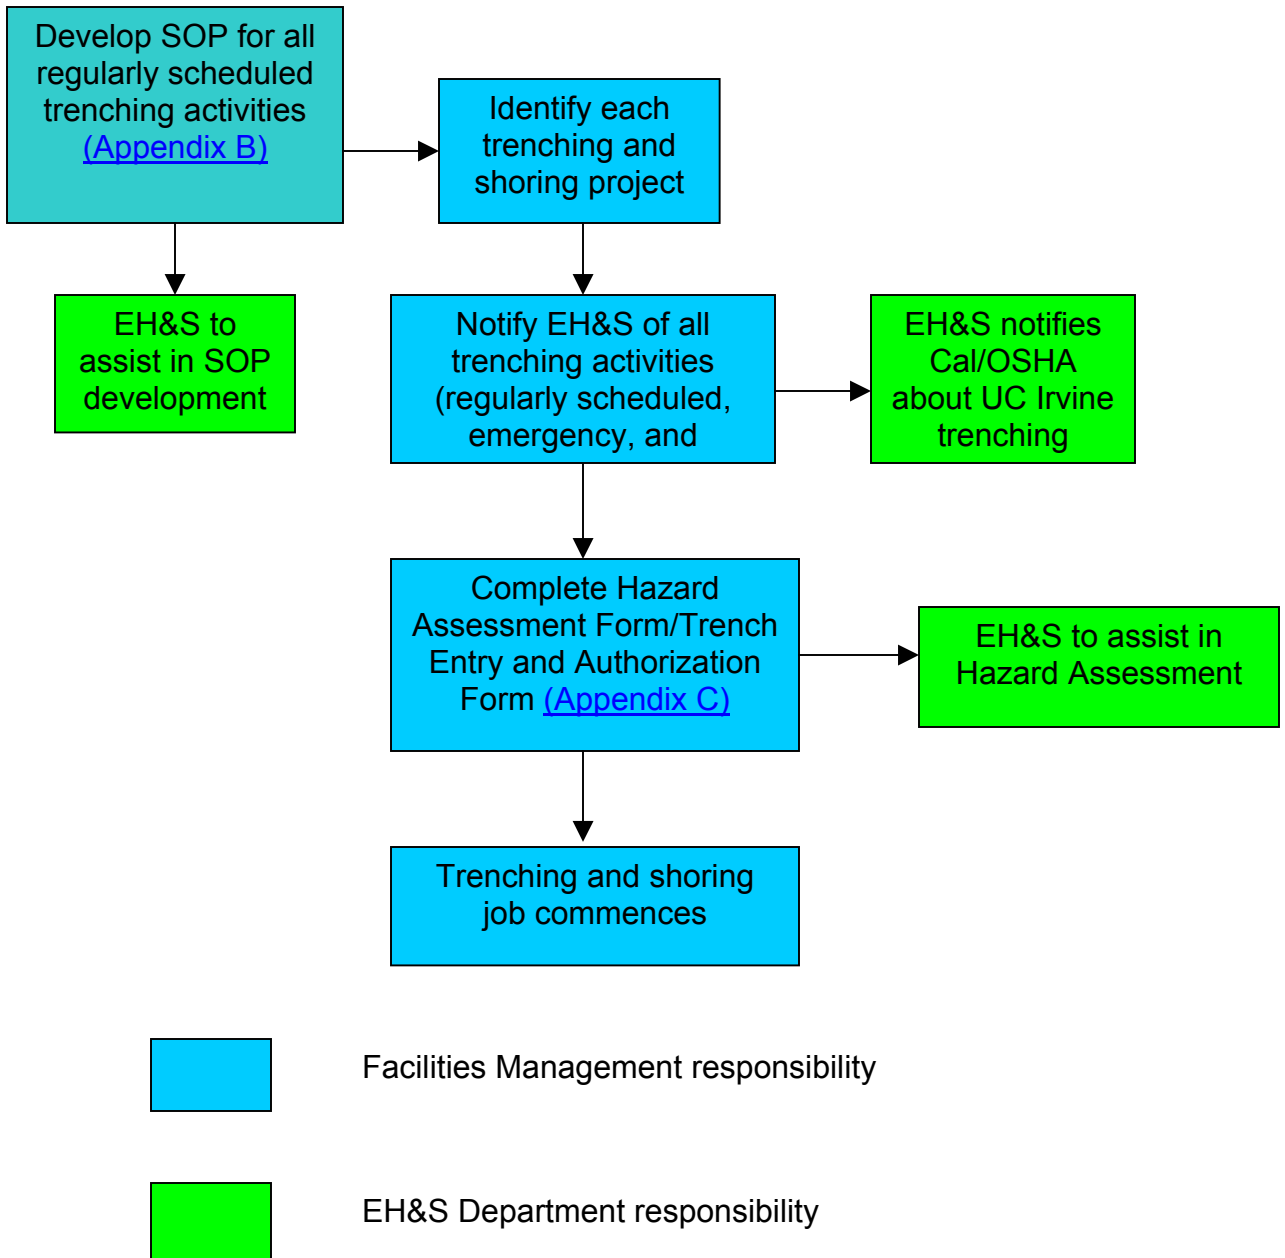 Develop SOP for all
regularly scheduled
trenching activities
(Appendix B)
Identify each
trenching and
shoring project
EH&S to
assist in SOP
development
Notify EH&S of all
trenching activities
(regularly scheduled,
emergency, and
EH&S notifies
Cal/OSHA
about UC Irvine
trenching
Complete Hazard
Assessment Form/Trench
Entry and Authorization
Form (Appendix C)
EH&S to assist in
Hazard Assessment
Trenching and shoring
job commences
Facilities Management responsibility
EH&S Department responsibility